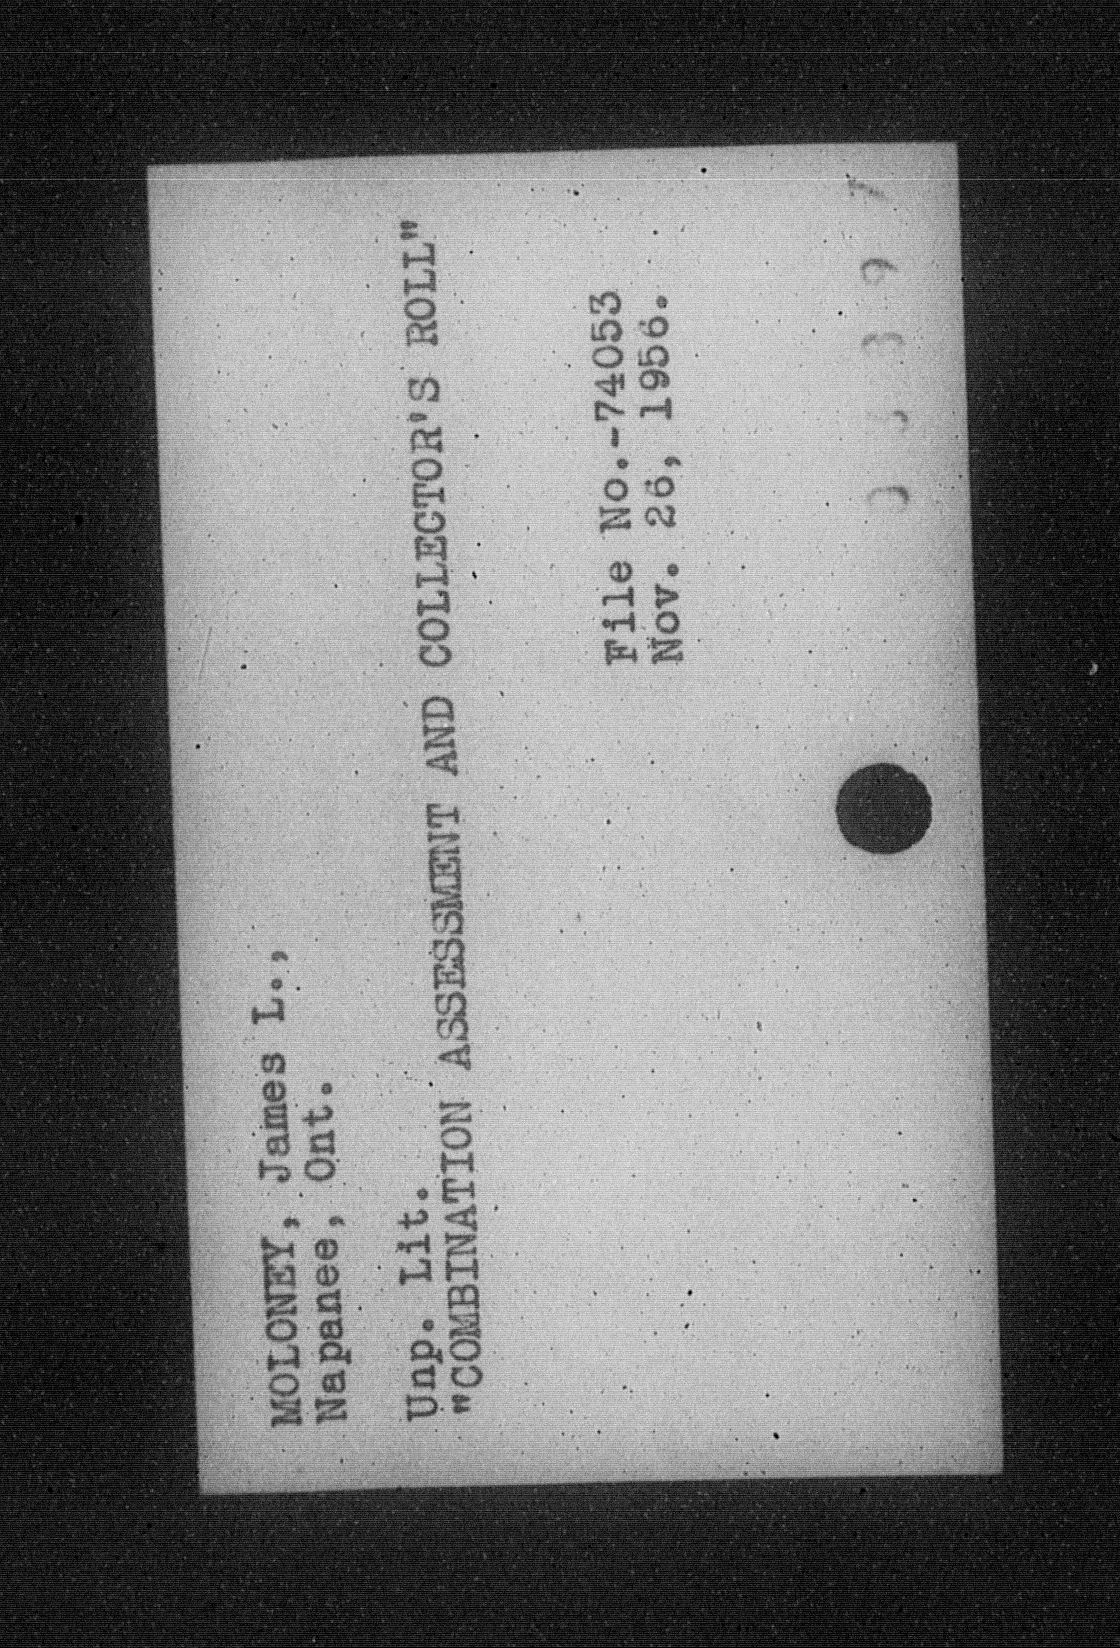 MOLONEY, James L.,
Napanee, Ont.
Unp. Lit.
"COMBINATION ASSESSMENT AND COLLECTOR'S ROLL"
File No.-74053
Nov. 26, 1956.